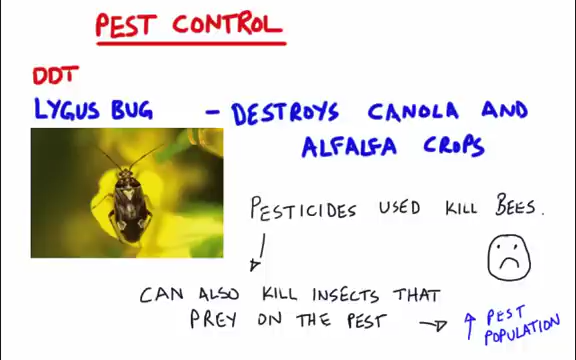 PEST CONTROL
DDT
LYGUS BUG - DESTROYS CANOLA AND
ALFALFA CROPS
PESTICIDES USED KILL BEES.
CAN ALSO KILL INSECTS THAT
PREY ON THE PEST → ↑ PEST
POPULATION